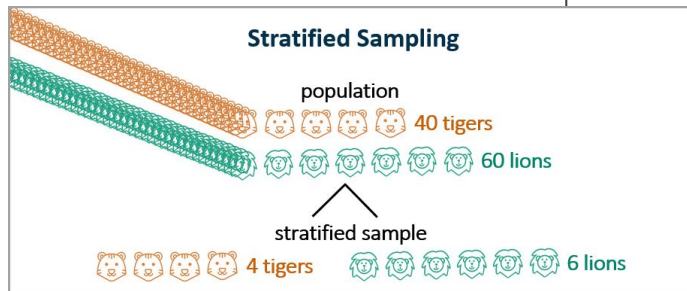 Stratified Sampling
population
40 tigers
60 lions
stratified sample
4 tigers
6 lions